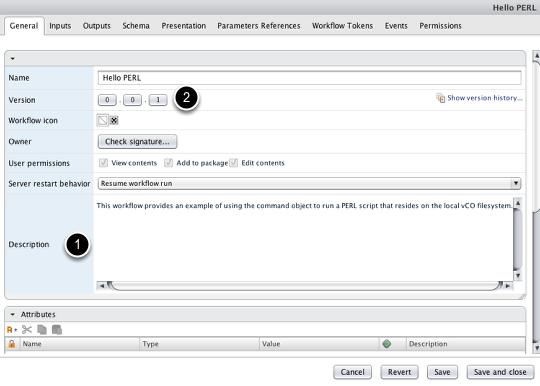 Hello PERL
General Inputs Outputs Schema Presentation Parameters References Workflow Tokens Events Permissions
Name Hello PERL
Version 0 . 0 . 1 2 Show version history...
Workflow icon
Owner Check signature...
User permissions View contents Add to package Edit contents
Server restart behavior Resume workflow run
This workflow provides an example of using the command object to run a PERL script that resides on the local vCO filesystem.
Description 1
Attributes
A+
Name Type Value Description
Cancel Revert Save Save and close